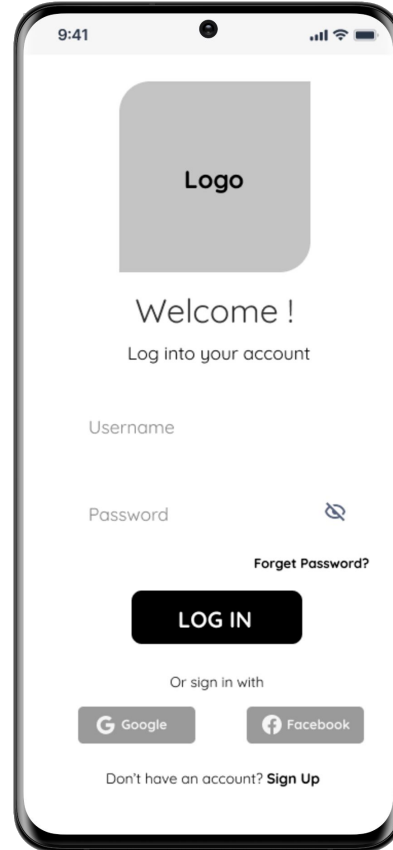 9:41
Logo
Welcome !
Log into your account
Username
Password
Forget Password?
LOG IN
Or sign in with
Google
Facebook
Don't have an account? Sign Up